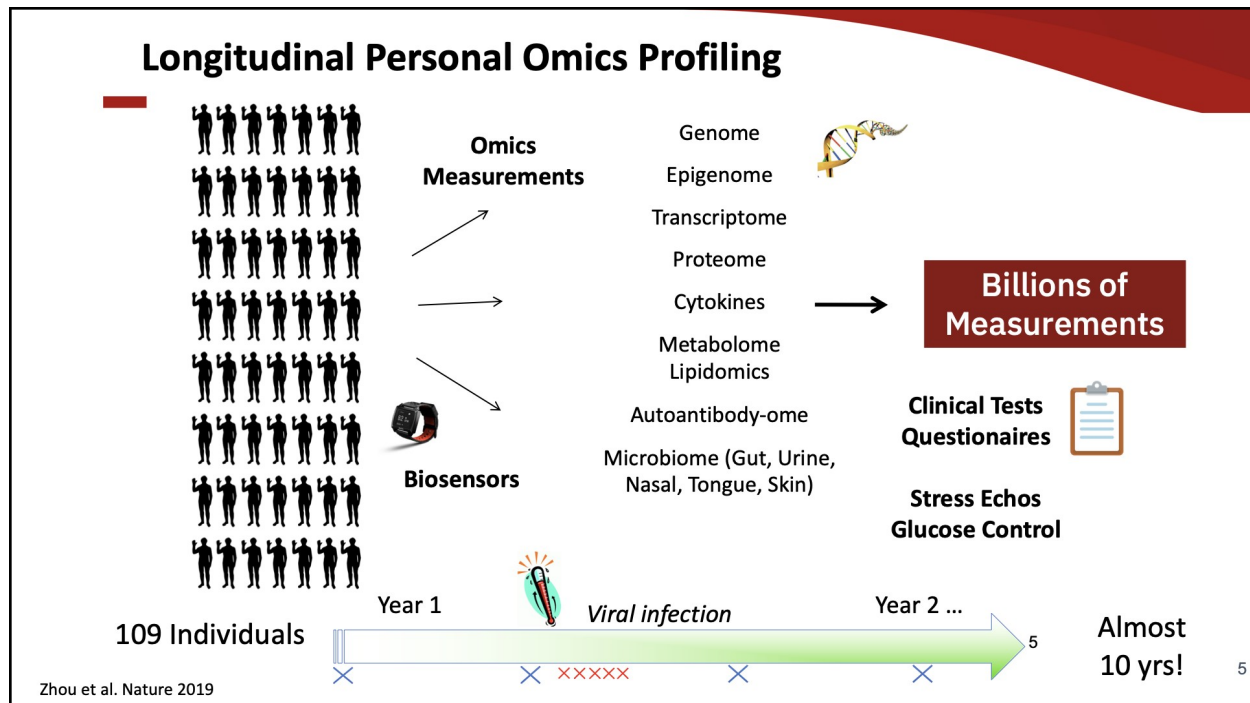 Longitudinal Personal Omics Profiling
Omics
Measurements
Biosensors
Genome
Epigenome
Transcriptome
Proteome
Cytokines
Metabolome
Lipidomics
Autoantibody-ome
Microbiome (Gut, Urine,
Nasal, Tongue, Skin)
Billions of
Measurements
Clinical Tests
Questionaires
Stress Echos
Glucose Control
109 Individuals
Year 1
Viral infection
Year 2 ...
5
×××××
Almost
10 yrs!
Zhou et al. Nature 2019
5